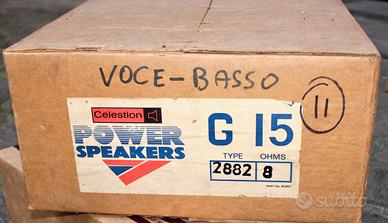 VOCE-BASSO
11
Celestion
POWER
SPEAKERS
G 15
TYPE OHMS
2882 8
subito